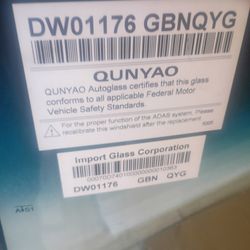 DW01176 GBNQYG
QUNYAO
QUNYAO Autoglass certifies that this glass
conforms to all applicable Federal Motor
Vehicle Safety Standards.
For the proper function of the ADAS system, Please
recalibrate this windshield after the replacement
Import Glass Corporation
DW01176 GBN QYG